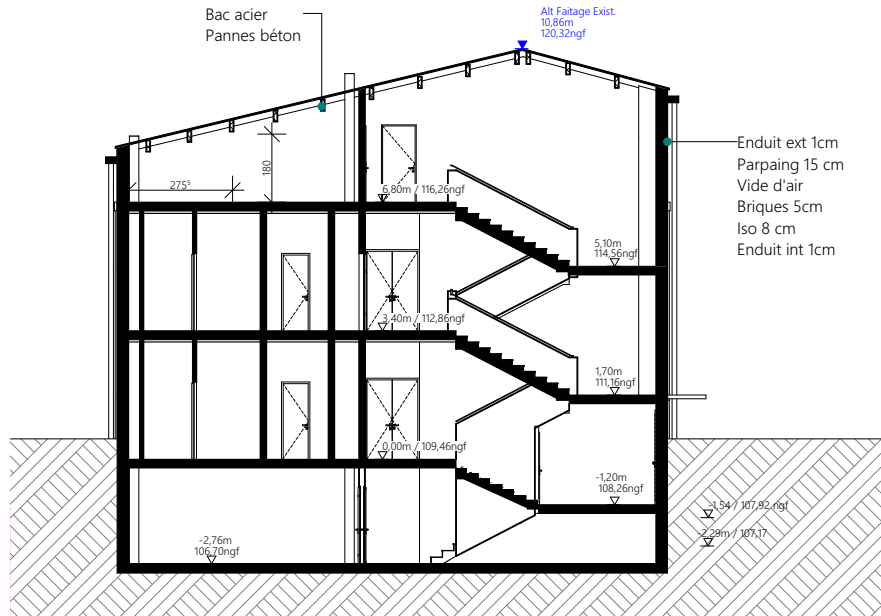 Bac acier
Pannes béton
Alt Faitage Exist.
10,86m
120,32ngf
Enduit ext 1cm
Parpaing 15 cm
Vide d'air
Briques 5cm
Iso 8 cm
Enduit int 1cm
180
275⁵
6,80m / 116,26ngf
5,10m
114,56ngf
3,40m / 112,86ngf
1,70m
111,16ngf
0,00m / 109,46ngf
-1,20m
108,26ngf
-1,54 / 107,92 ngf
-2,29m / 107,17
-2,76m
106,70ngf